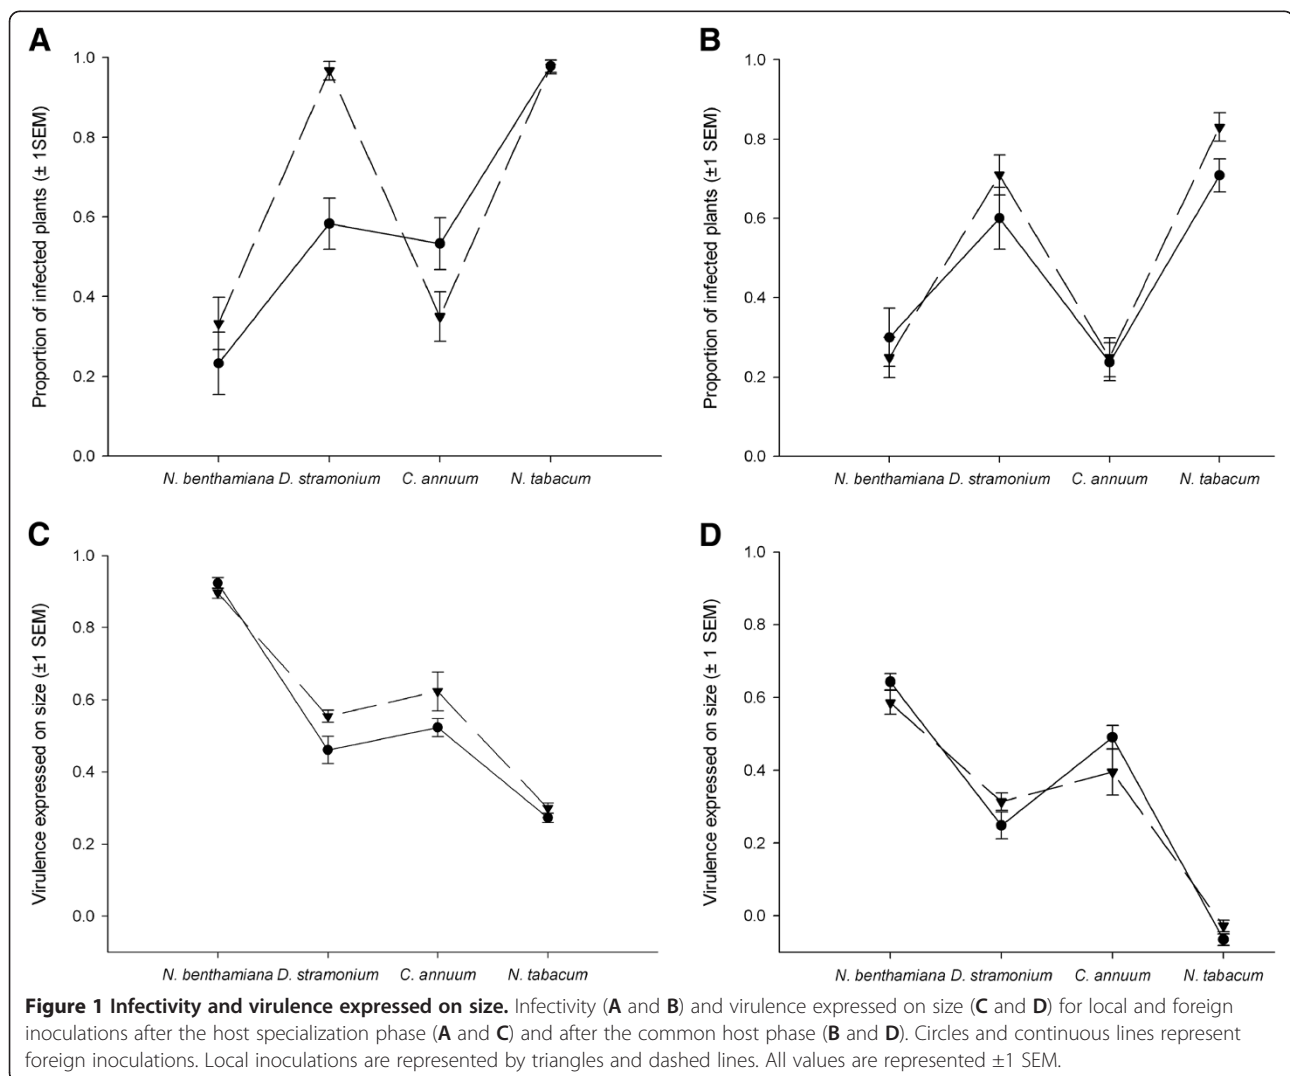 A
Proportion of infected plants (± 1SEM)
1.0
0.8
0.6
0.4
0.2
0.0
N. benthamiana D. stramonium C. annuum N. tabacum
B
Proportion of infected plants (±1 SEM)
1.0
0.8
0.6
0.4
0.2
0.0
N. benthamiana D. stramonium C. annuum N. tabacum
C
Virulence expressed on size (±1 SEM)
1.0
0.8
0.6
0.4
0.2
0.0
N. benthamiana D. stramonium C. annuum N. tabacum
D
Virulence expressed on size (± 1 SEM)
1.0
0.8
0.6
0.4
0.2
0.0
N. benthamiana D. stramonium C. annuum N. tabacum
Figure 1 Infectivity and virulence expressed on size. Infectivity (A and B) and virulence expressed on size (C and D) for local and foreign
inoculations after the host specialization phase (A and C) and after the common host phase (B and D). Circles and continuous lines represent
foreign inoculations. Local inoculations are represented by triangles and dashed lines. All values are represented ±1 SEM.